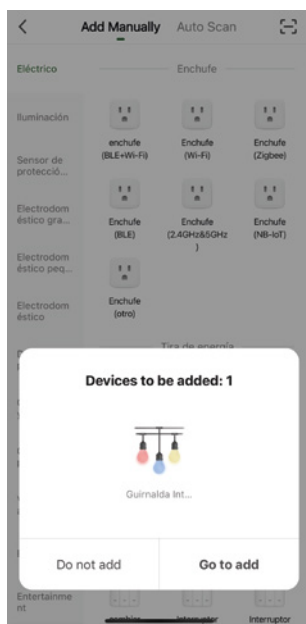 Add Manually Auto Scan
Eléctrico
Enchufe
Iluminación
enchufe
(BLE+Wi-Fi)
Enchufe
(Wi-Fi)
Enchufe
(Zigbee)
Sensor de
protecció...
Electrodom
éstico gra...
Enchufe
(BLE)
Enchufe
(2.4GHz&5GHz
)
Enchufe
(NB-IoT)
Electrodom
éstico peq...
Electrodom
éstico
Enchufe
(otro)
Tira de energía
Devices to be added: 1
Guirnalda Int...
Do not add
Go to add
Entertainme
nt
Interruptor